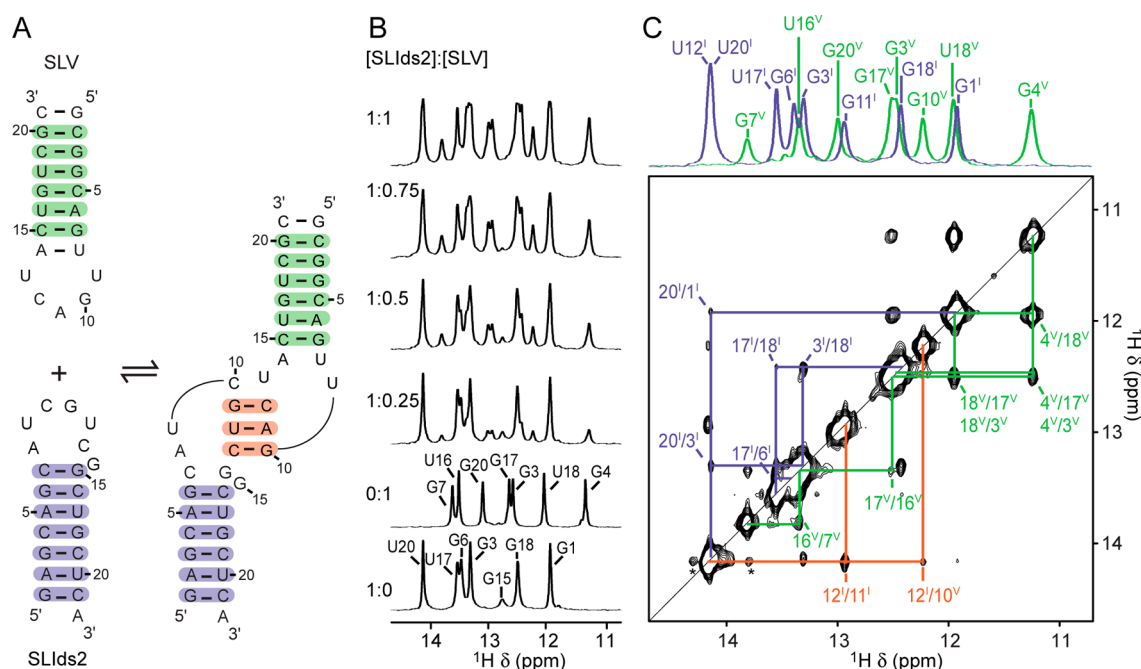 A
SLV
3' 5'
C G
20 G C
C G
U G
G C 5
U A
15 C G
A U
U U
C G
A 10
+
U C G
A U
A C
C G G
G C 15
5 A U
G C
C G
A U 20
G C
5' A
3'
SLIds2
3' 5'
C G
20 G C
C G
U G
G C 5
U A
15 C G
A U
10
C U U
G C
U A
U C G
10
A C G
G
G C 15
5 A U
G C
C G
A U 20
G C
5' A
3'
B
[SLIds2]:[SLV]
1:1
1:0.75
1:0.5
1:0.25
0:1
U16 G20 G17 G3 U18 G4
G7
1:0
U20 U17 G6 G3 G15 G18 G1
14 13 12 11
¹H δ (ppm)
C
U12ᴵ U20ᴵ G7ⱽ U17ᴵ G6ᴵ U16ⱽ G3ᴵ G20ⱽ G11ᴵ G17ⱽ G3ⱽ G18ᴵ G10ⱽ U18ⱽ G1ᴵ G4ⱽ
11
20ᴵ/1ᴵ
12
17ᴵ/18ᴵ 3ᴵ/18ᴵ
4ⱽ/18ⱽ
18ⱽ/17ⱽ 4ⱽ/17ⱽ
18ⱽ/3ⱽ 4ⱽ/3ⱽ
13
20ᴵ/3ᴵ
17ᴵ/6ᴵ
17ⱽ/16ⱽ
16ⱽ/7ⱽ
14
* *
12ᴵ/11ᴵ 12ᴵ/10ⱽ
14 13 12 11
¹H δ (ppm)
¹H δ (ppm)